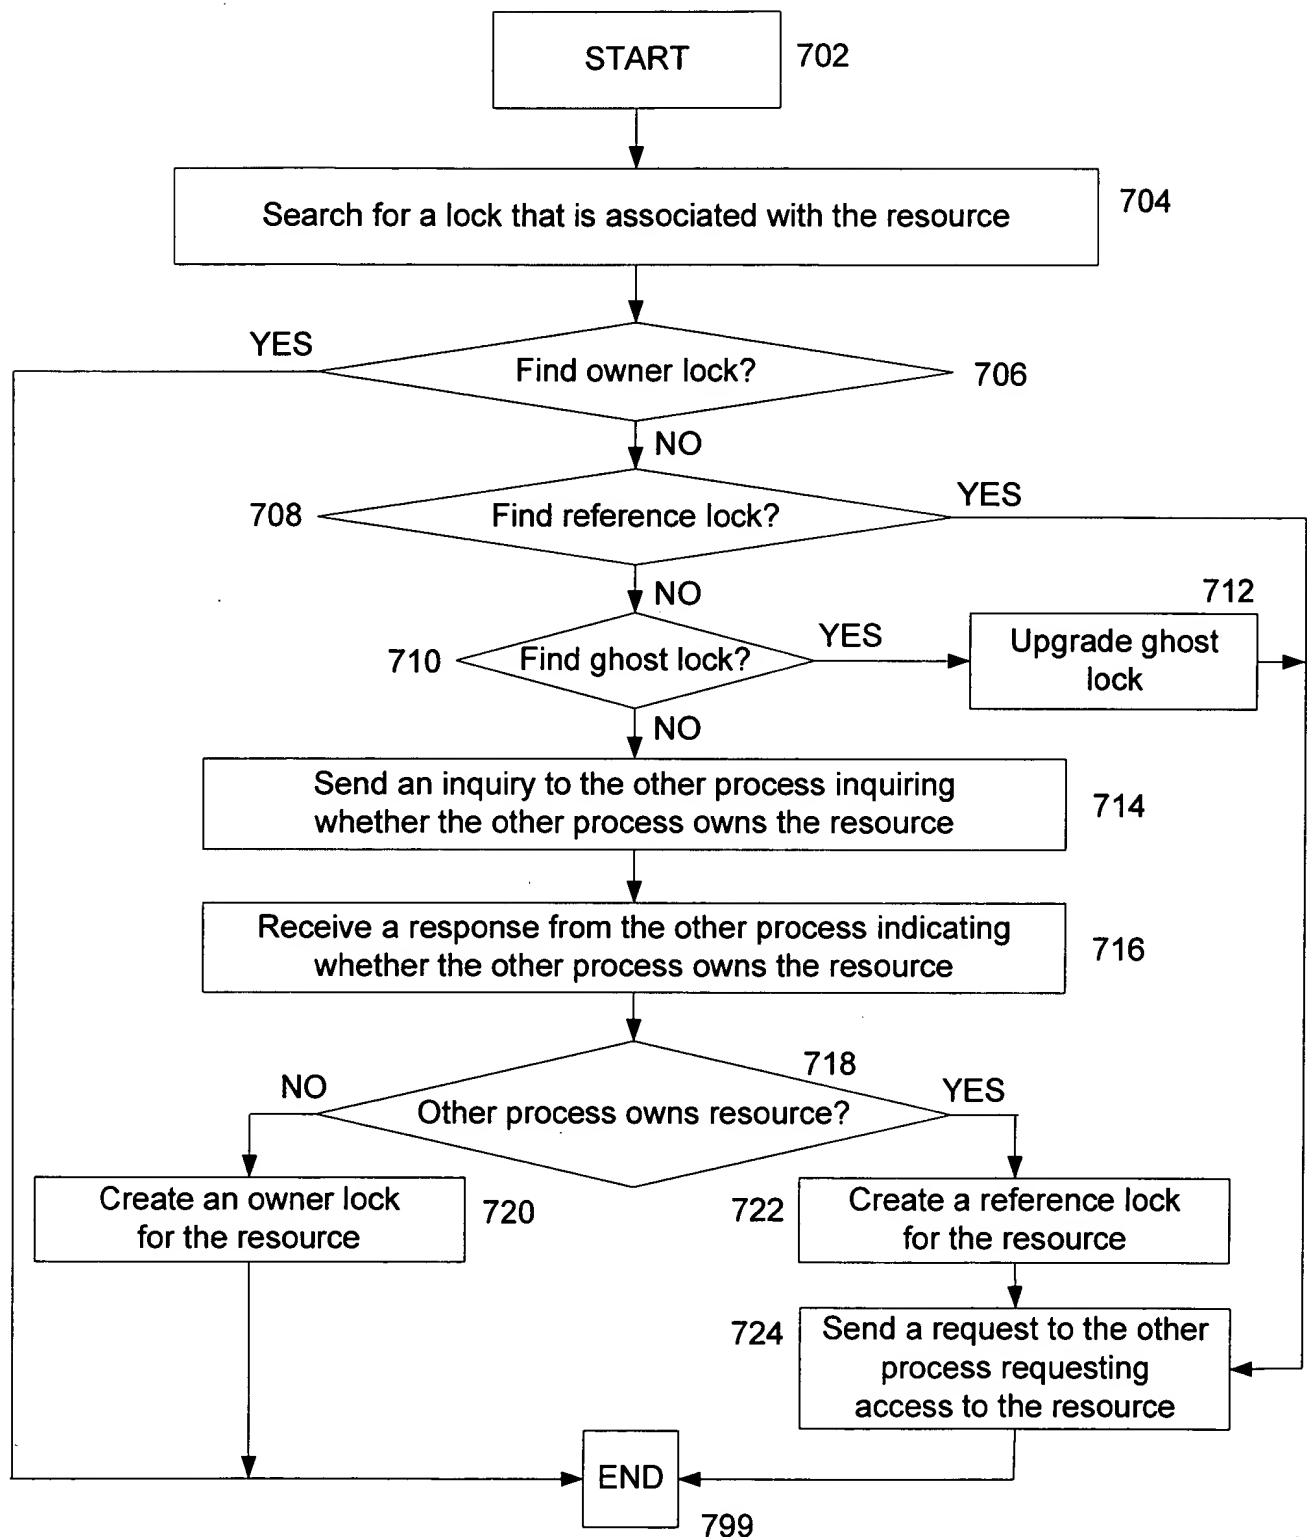 START
702
Search for a lock that is associated with the resource
704
YES
Find owner lock?
706
NO
708
Find reference lock?
YES
NO
710
Find ghost lock?
YES
712
Upgrade ghost
lock
NO
Send an inquiry to the other process inquiring
whether the other process owns the resource
714
Receive a response from the other process indicating
whether the other process owns the resource
716
718
NO
Other process owns resource?
YES
Create an owner lock
for the resource
720
722
Create a reference lock
for the resource
724
Send a request to the other
process requesting
access to the resource
END
799